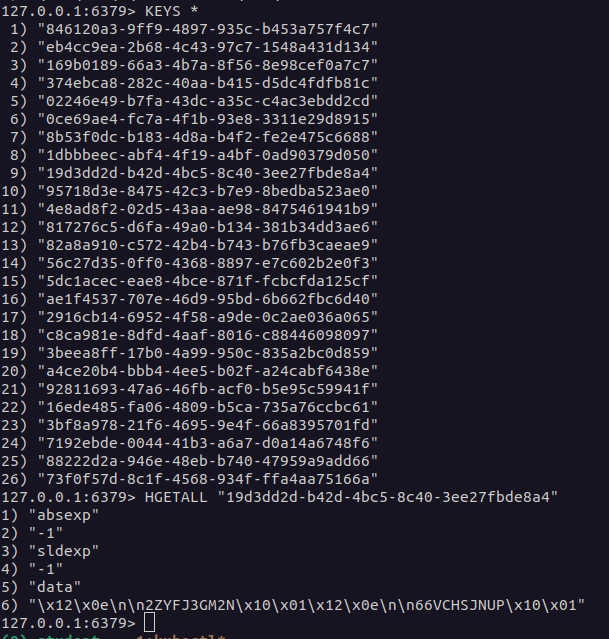 127.0.0.1:6379> KEYS *
1) "846120a3-9ff9-4897-935c-b453a757f4c7"
2) "eb4cc9ea-2b68-4c43-97c7-1548a431d134"
3) "169b0189-66a3-4b7a-8f56-8e98cef0a7c7"
4) "374ebca8-282c-40aa-b415-d5dc4fdfb81c"
5) "02246e49-b7fa-43dc-a35c-c4ac3ebdd2cd"
6) "0ce69ae4-fc7a-4f1b-93e8-3311e29d8915"
7) "8b53f0dc-b183-4d8a-b4f2-fe2e475c6688"
8) "1dbbbeec-abf4-4f19-a4bf-0ad90379d050"
9) "19d3dd2d-b42d-4bc5-8c40-3ee27fbde8a4"
10) "95718d3e-8475-42c3-b7e9-8bedba523ae0"
11) "4e8ad8f2-02d5-43aa-ae98-8475461941b9"
12) "817276c5-d6fa-49a0-b134-381b34dd3ae6"
13) "82a8a910-c572-42b4-b743-b76fb3caeae9"
14) "56c27d35-0ff0-4368-8897-e7c602b2e0f3"
15) "5dc1acec-eae8-4bce-871f-fcbcfda125cf"
16) "ae1f4537-707e-46d9-95bd-6b662fbc6d40"
17) "2916cb14-6952-4f58-a9de-0c2ae036a065"
18) "c8ca981e-8dfd-4aaf-8016-c88446098097"
19) "3beea8ff-17b0-4a99-950c-835a2bc0d859"
20) "a4ce20b4-bbb4-4ee5-b02f-a24cabf6438e"
21) "92811693-47a6-46fb-acf0-b5e95c59941f"
22) "16ede485-fa06-4809-b5ca-735a76ccbc61"
23) "3bf8a978-21f6-4695-9e4f-66a8395701fd"
24) "7192ebde-0044-41b3-a6a7-d0a14a6748f6"
25) "88222d2a-946e-48eb-b740-47959a9add66"
26) "73f0f57d-8c1f-4568-934f-ffa4aa75166a"
127.0.0.1:6379> HGETALL "19d3dd2d-b42d-4bc5-8c40-3ee27fbde8a4"
1) "absexp"
2) "-1"
3) "sldexp"
4) "-1"
5) "data"
6) "\x12\x0e\n\n2ZYFJ3GM2N\x10\x01\x12\x0e\n\n66VCHSJNUP\x10\x01"
127.0.0.1:6379>